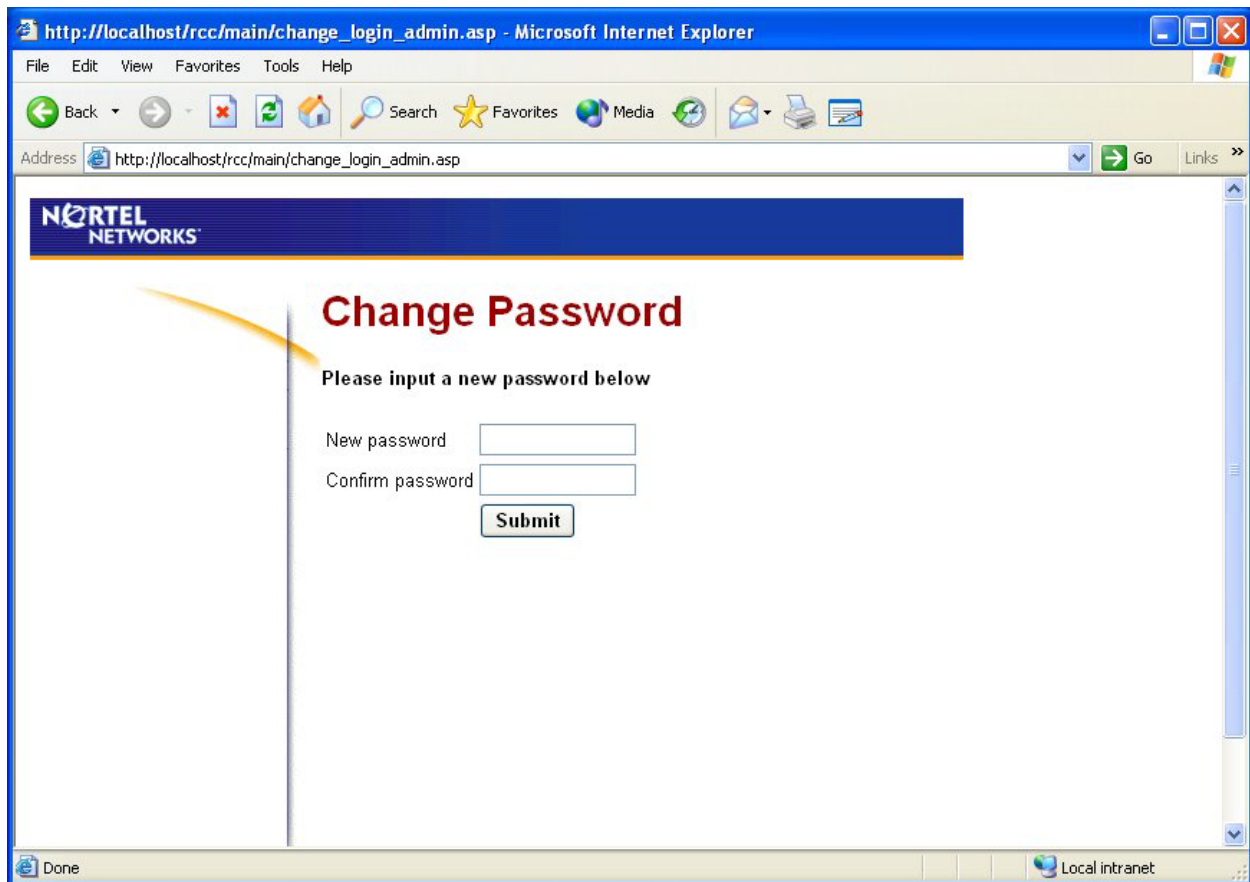 http://localhost/rcc/main/change_login_admin.asp - Microsoft Internet Explorer
File Edit View Favorites Tools Help
Back Search Favorites Media
Address http://localhost/rcc/main/change_login_admin.asp Go Links »
NORTEL
NETWORKS
Change Password
Please input a new password below
New password
Confirm password
Submit
Done Local intranet